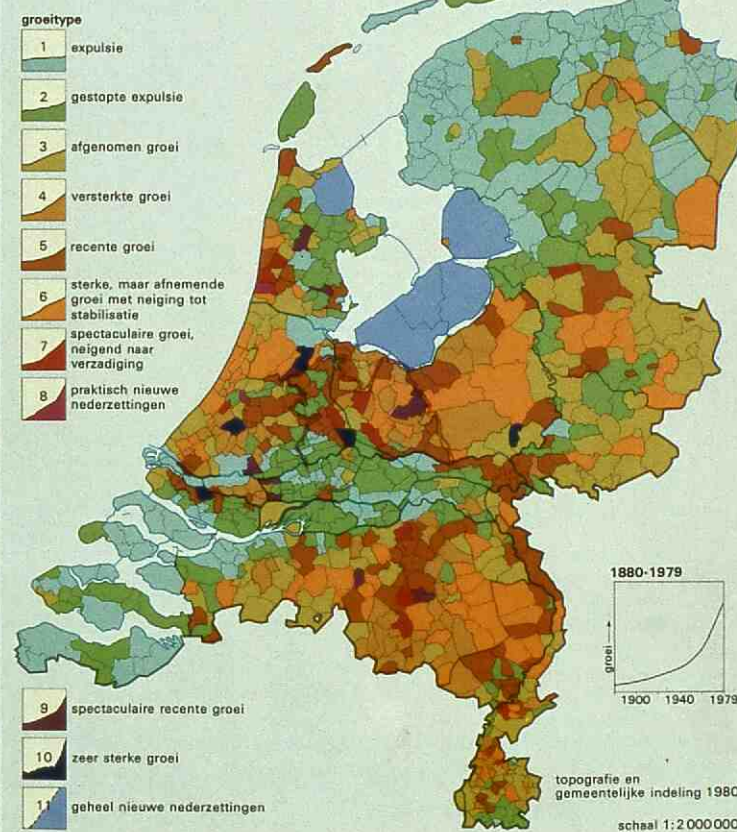 groeitype
1 expulsie
2 gestopte expulsie
3 afgenomen groei
4 versterkte groei
5 recente groei
6 sterke, maar afnemende
groei met neiging tot
stabilisatie
7 spectaculaire groei,
neigend naar
verzadiging
8 praktisch nieuwe
nederzettingen
1880-1979
groei
1900 1940 1979
9 spectaculaire recente groei
10 zeer sterke groei
11 geheel nieuwe nederzettingen
topografie en
gemeentelijke indeling 1980
schaal 1:2 000 000